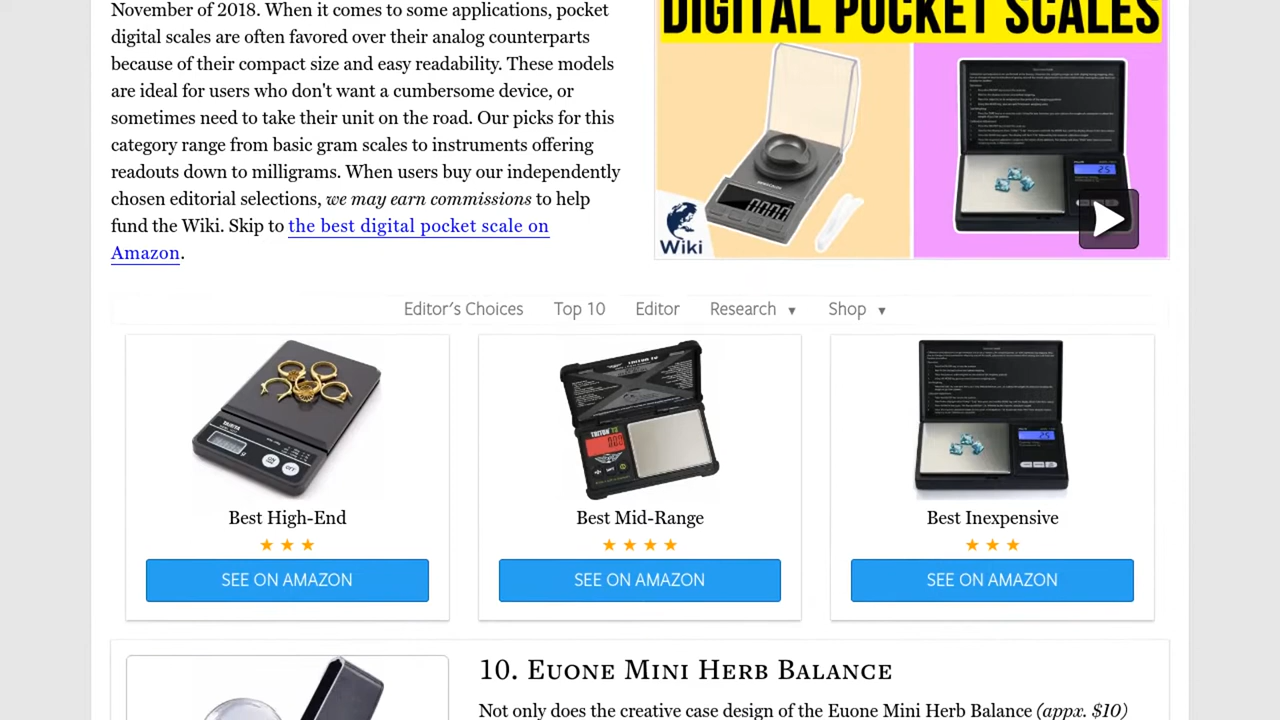 November of 2018. When it comes to some applications, pocket
digital scales are often favored over their analog counterparts
because of their compact size and easy readability. These models
are ideal for users who don't want a cumbersome device or
sometimes need to measurement on the move. Our picks for this
category range from basic units to instruments offering
readouts down to milligrams. When users buy our independently
chosen editorial selections, we may earn commissions to help
fund the Wiki. Skip to the best digital pocket scale on
Amazon.
DIGITAL POCKET SCALES
Wiki
Editor's Choices Top 10 Editor Research ▼ Shop ▼
Best High-End
★ ★ ★
SEE ON AMAZON
Best Mid-Range
★ ★ ★ ★
SEE ON AMAZON
Best Inexpensive
★ ★ ★
SEE ON AMAZON
10. Euone Mini Herb Balance
Not only does the creative case design of the Euone Mini Herb Balance (appx. $10)